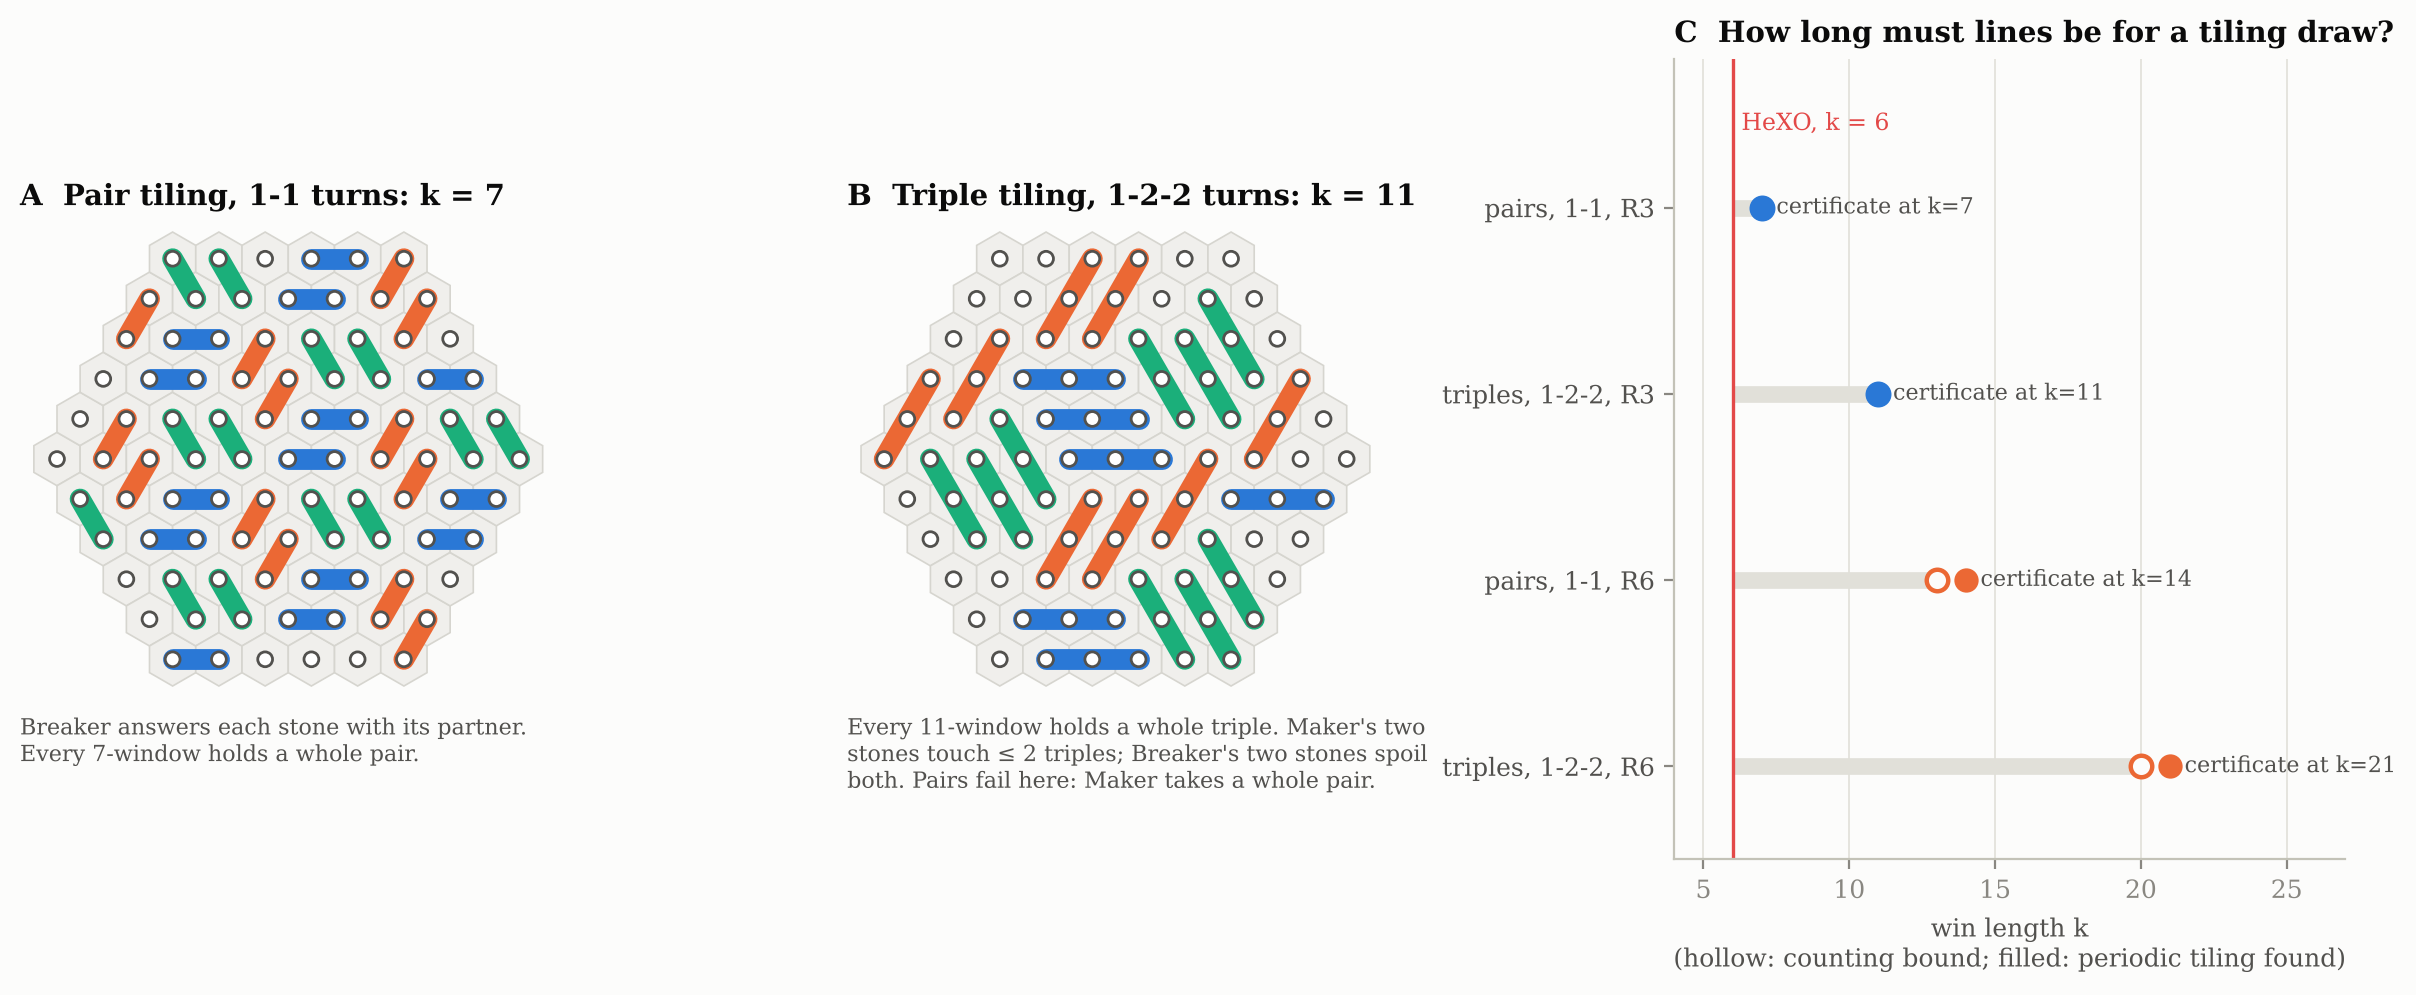 A  Pair tiling, 1-1 turns: k = 7
Breaker answers each stone with its partner.
Every 7-window holds a whole pair.
B  Triple tiling, 1-2-2 turns: k = 11
Every 11-window holds a whole triple. Maker's two
stones touch ≤ 2 triples; Breaker's two stones spoil
both. Pairs fail here: Maker takes a whole pair.
C  How long must lines be for a tiling draw?
HeXO, k = 6
pairs, 1-1, R3
certificate at k=7
triples, 1-2-2, R3
certificate at k=11
pairs, 1-1, R6
certificate at k=14
triples, 1-2-2, R6
certificate at k=21
5 10 15 20 25
win length k
(hollow: counting bound; filled: periodic tiling found)